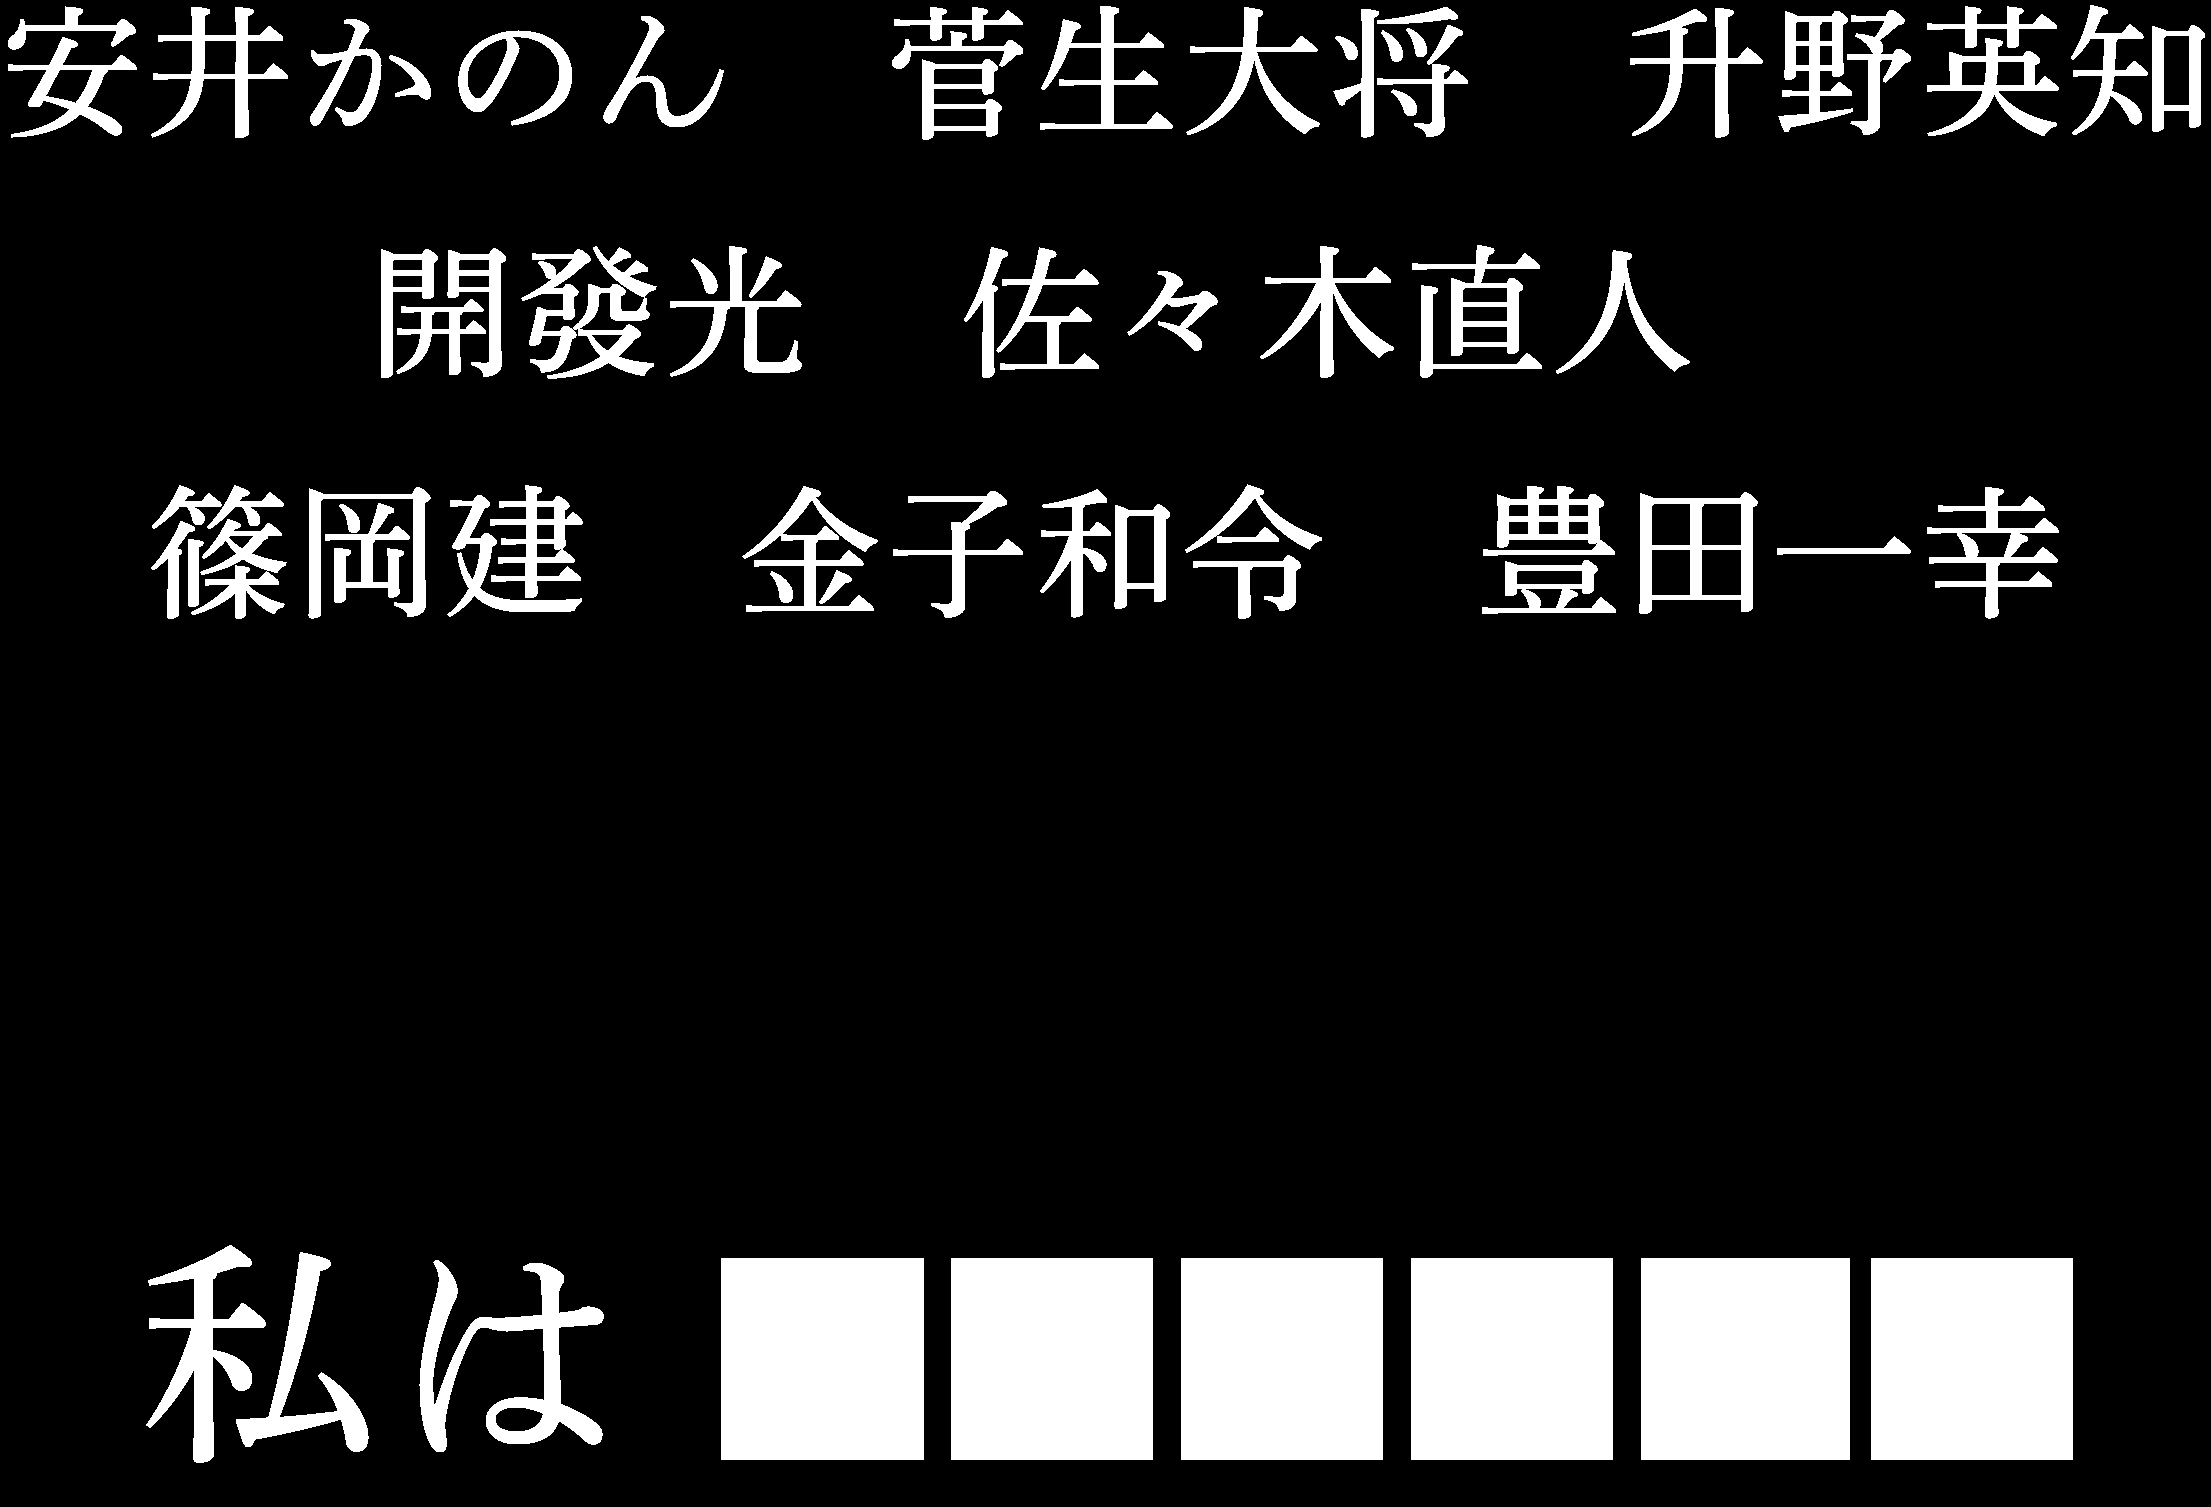 安井かのん　菅生大将　升野英知
開發光　佐々木直人
篠岡建　金子和令　豊田一幸
私は □□□□□□